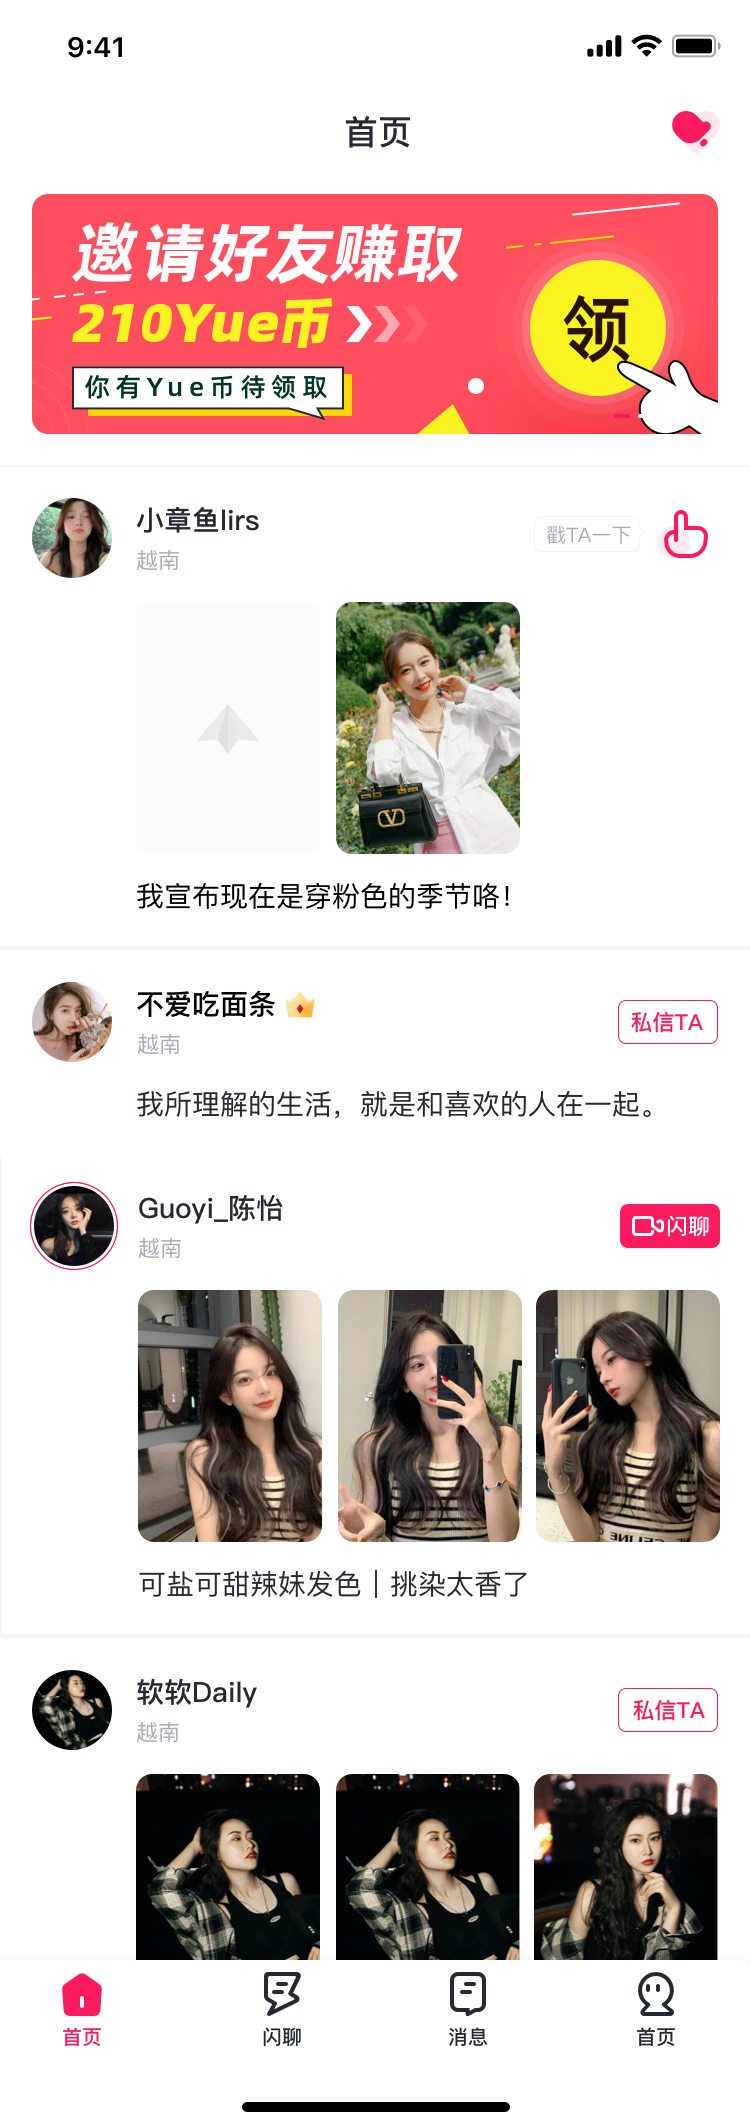 9:41
首页
邀请好友赚取
210Yue币
领
你有Yue币待领取
小章鱼lirs
越南
戳TA一下
我宣布现在是穿粉色的季节咯！
不爱吃面条
越南
私信TA
我所理解的生活，就是和喜欢的人在一起。
Guoyi_陈怡
越南
闪聊
可盐可甜辣妹发色｜挑染太香了
软软Daily
越南
私信TA
首页
闪聊
消息
首页